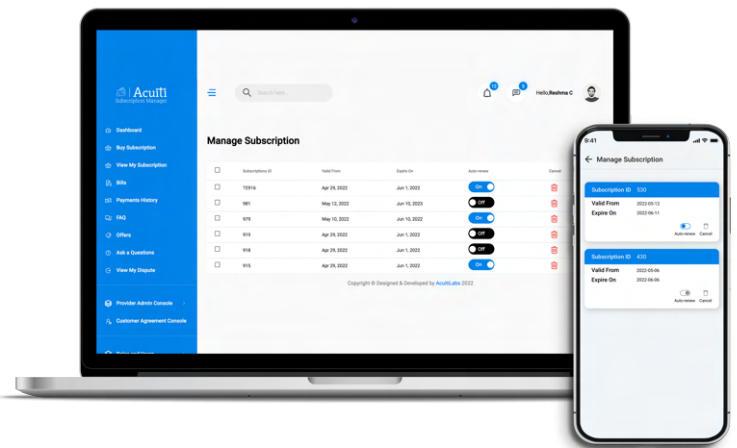 Acuiti
Subscription Manager
Search here..
Hello,Reshma C
Dashboard
Buy Subscription
View My Subscription
Bills
Payments History
FAQ
Offers
Ask a Questions
View My Dispute
Provider Admin Console
Customer Agreement Console
Manage Subscription
Subscriptions ID Valid From Expire On Auto-renew Cancel
TE916 Apr 29, 2022 Jun 1, 2022 On
981 May 12, 2022 Jun 10, 2023 Off
979 May 10, 2022 Jun 10, 2022 On
910 Apr 29, 2022 Jun 1, 2022 Off
918 Apr 29, 2022 Jun 1, 2022 Off
915 Apr 29, 2022 Jun 1, 2022 On
Copyright © Designed & Developed by AcuitiLabs 2022
9:41
Manage Subscription
Subscription ID 530
Valid From 2022-05-12
Expire On 2022-06-11
Auto-renew Cancel
Subscription ID 430
Valid From 2022-05-06
Expire On 2022-06-06
Auto-renew Cancel